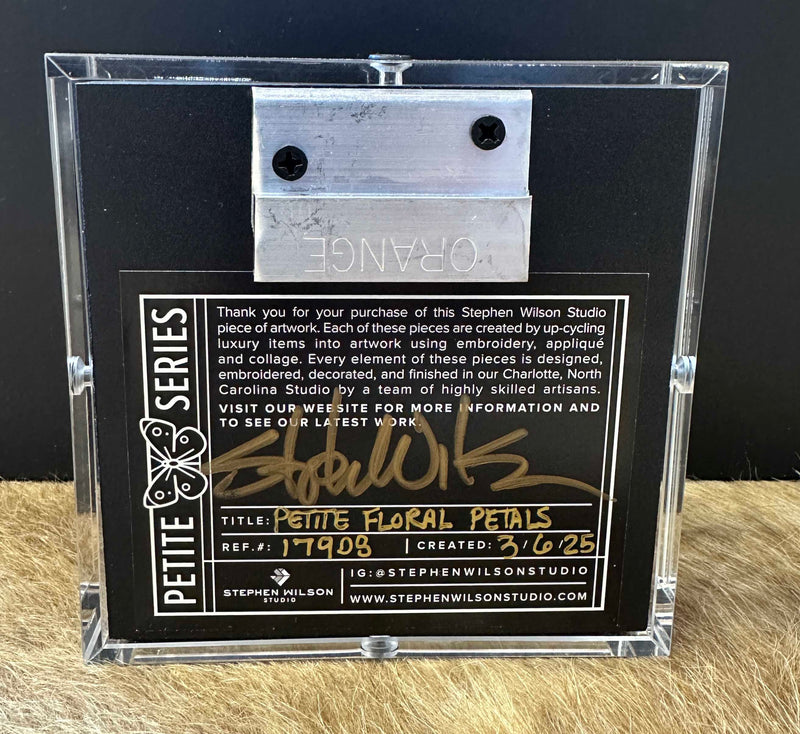 ORANGE
PETITE SERIES
Thank you for your purchase of this Stephen Wilson Studio
piece of artwork. Each of these pieces are created by up-cycling
luxury items into artwork using embroidery, appliqué
and collage. Every element of these pieces is designed,
embroidered, decorated, and finished in our Charlotte, North
Carolina Studio by a team of highly skilled artisans.
VISIT OUR WEBSITE FOR MORE INFORMATION AND
TO SEE OUR LATEST WORK.
Stephen Wilson
TITLE: PETITE FLORAL PETALS
REF.#: 179DS | CREATED: 3/6/25
STEPHEN WILSON
STUDIO
IG:@STEPHENWILSONSTUDIO
WWW.STEPHENWILSONSTUDIO.COM